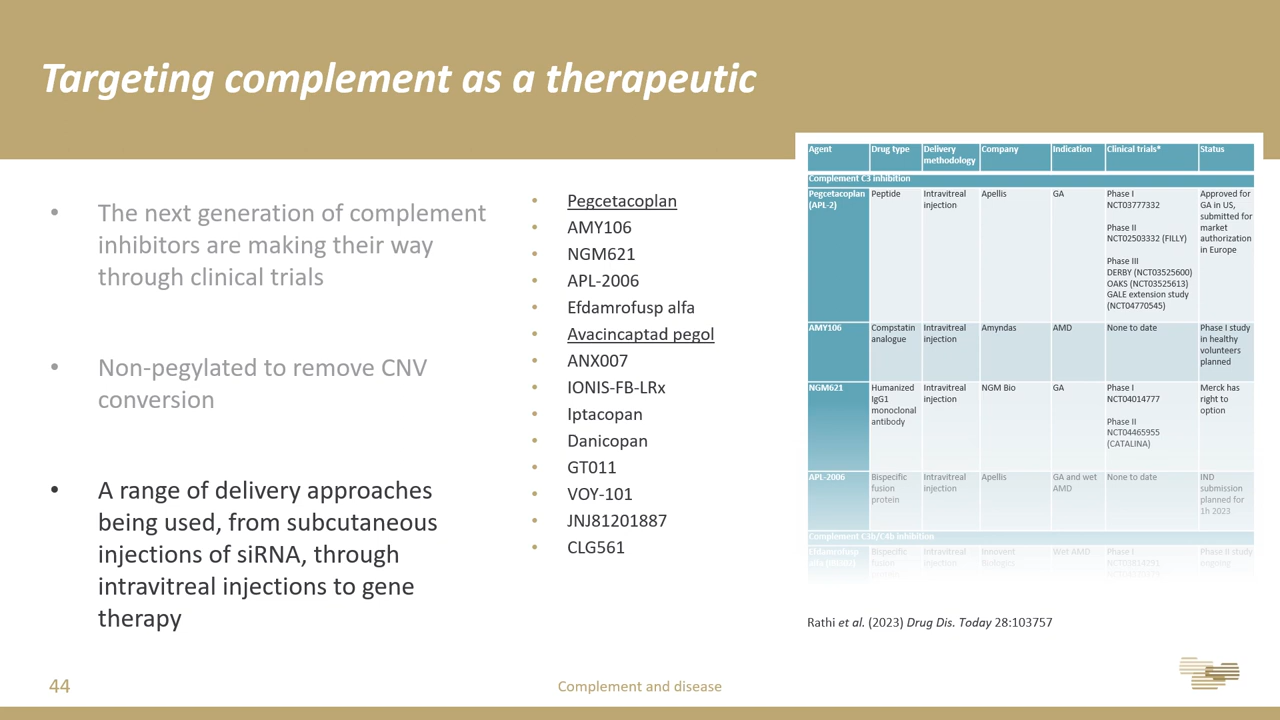 Targeting complement as a therapeutic
• The next generation of complement
inhibitors are making their way
through clinical trials
• Non-pegylated to remove CNV
conversion
• A range of delivery approaches
being used, from subcutaneous
injections of siRNA, through
intravitreal injections to gene
therapy
• Pegcetacoplan
• AMY106
• NGM621
• APL-2006
• Efdamrofusp alfa
• Avacincaptad pegol
• ANX007
• IONIS-FB-LRx
• Iptacopan
• Danicopan
• GT011
• VOY-101
• JNJ81201887
• CLG561
Agent
Drug type
Delivery
methodology
Company
Indication
Clinical trials*
Status
Complement C3 inhibition
Pegcetacoplan
(APL-2)
Peptide
Intravitreal
injection
Apellis
GA
Phase I
NCT03777332
Phase II
NCT02503332 (FILLY)
Phase III
DERBY (NCT03525600)
OAKS (NCT03525613)
GALE extension study
(NCT04770545)
Approved for
GA in US,
submitted for
market
authorization
in Europe
AMY106
Compstatin
analogue
Intravitreal
injection
Amyndas
AMD
None to date
Phase I study
in healthy
volunteers
planned
NGM621
Humanized
IgG1
monoclonal
antibody
Intravitreal
injection
NGM Bio
GA
Phase I
NCT04014777
Phase II
NCT04465955
(CATALINA)
Merck has
right to
option
APL-2006
Bispecific
fusion
protein
Intravitreal
injection
Apellis
GA and wet
AMD
None to date
IND
submission
planned for
1h 2023
Complement C3b/C4b inhibition
Efdamrofusp
alfa
Bispecific
fusion
protein
Intravitreal
injection
Innovent
Biologics
Wet AMD
Phase I
Phase II study
ongoing
Rathi et al. (2023) Drug Dis. Today 28:103757
44
Complement and disease